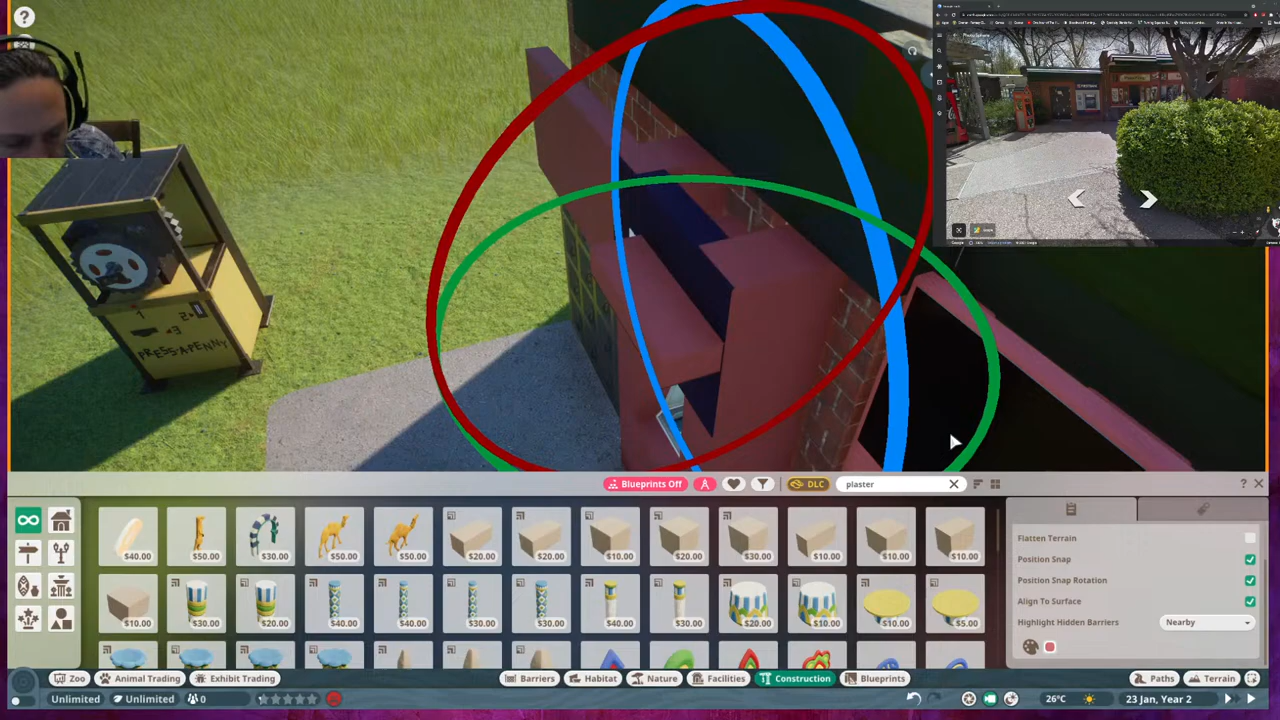 ?
1 2
3
PRESS-A-PENNY
Blueprints Off
DLC
plaster
?
$40.00 $50.00 $30.00 $50.00 $50.00 $20.00 $20.00 $10.00 $20.00 $30.00 $10.00 $10.00 $10.00
$10.00 $30.00 $20.00 $40.00 $40.00 $30.00 $40.00 $30.00 $20.00 $10.00 $10.00 $5.00
Flatten Terrain
Position Snap
Position Snap Rotation
Align To Surface
Highlight Hidden Barriers Nearby
Zoo Animal Trading Exhibit Trading Barriers Habitat Nature Facilities Construction Blueprints Paths Terrain
Unlimited Unlimited 0 26°C 23 Jan, Year 2